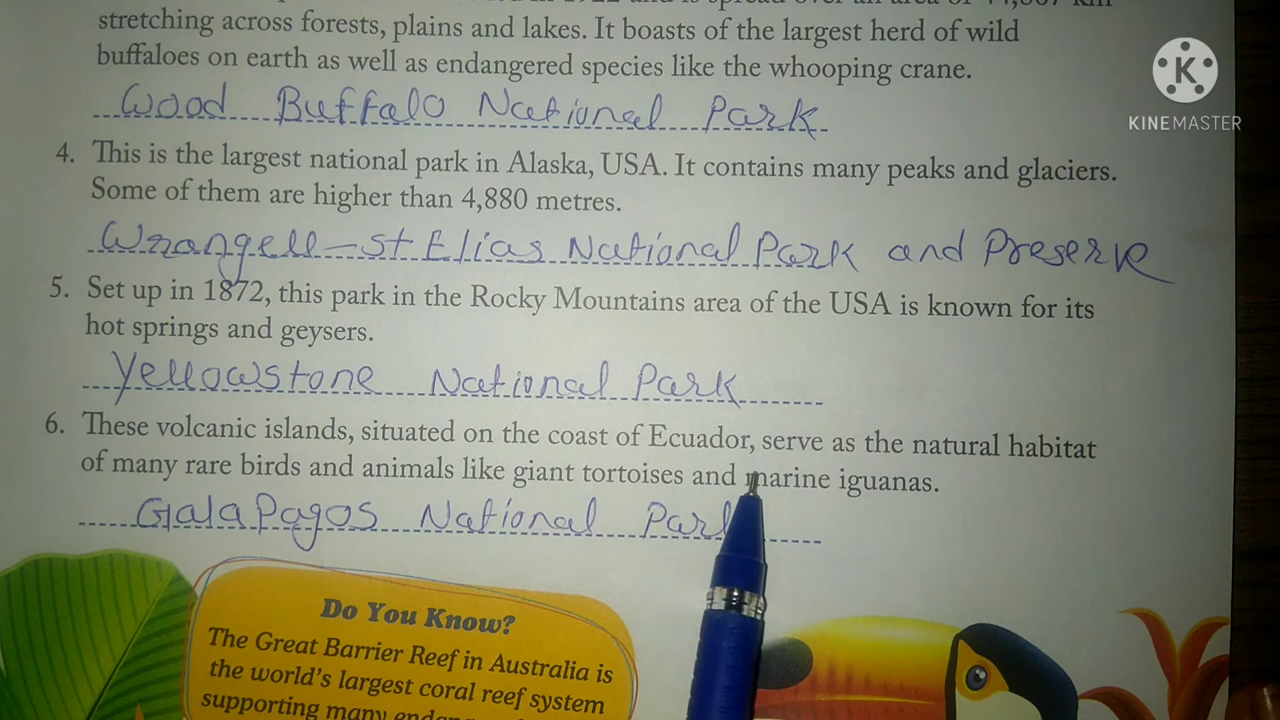 stretching across forests, plains and lakes. It boasts of the largest herd of wild
buffaloes on earth as well as endangered species like the whooping crane.
Wood Buffalo National Park
KINEMASTER
4. This is the largest national park in Alaska, USA. It contains many peaks and glaciers.
Some of them are higher than 4,880 metres.
Wrangell-St Elias National Park and Preserve
5. Set up in 1872, this park in the Rocky Mountains area of the USA is known for its
hot springs and geysers.
Yellowstone National Park
6. These volcanic islands, situated on the coast of Ecuador, serve as the natural habitat
of many rare birds and animals like giant tortoises and marine iguanas.
GalaPagos National Park
Do You Know?
The Great Barrier Reef in Australia is
the world's largest coral reef system
supporting many